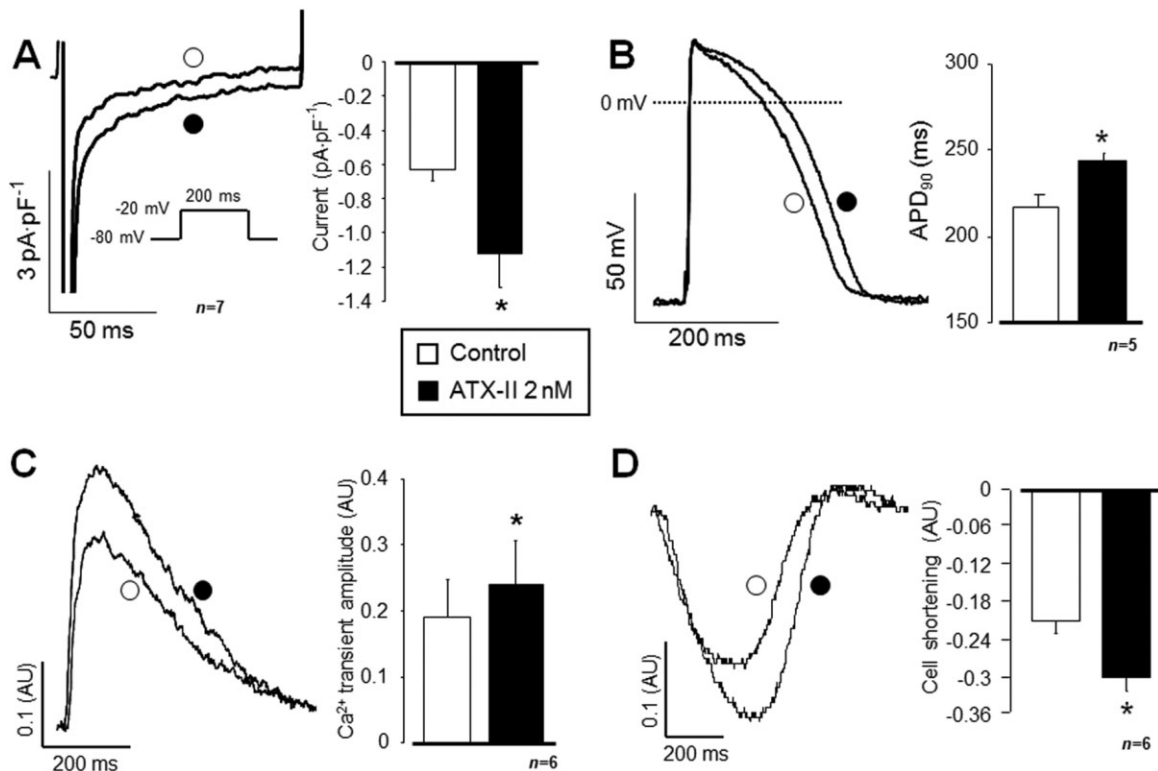 A
3 pA·pF⁻¹
50 ms
-20 mV
-80 mV
200 ms
n=7
Current (pA·pF⁻¹)
0
-0.2
-0.4
-0.6
-0.8
-1.0
-1.2
-1.4
*
B
0 mV
50 mV
200 ms
APD₉₀ (ms)
300
250
200
150
*
n=5
Control
ATX-II 2 nM
C
0.1 (AU)
200 ms
Ca²⁺ transient amplitude (AU)
0.4
0.3
0.2
0.1
0
*
n=6
D
0.1 (AU)
200 ms
Cell shortening (AU)
0
-0.06
-0.12
-0.18
-0.24
-0.3
-0.36
*
n=6